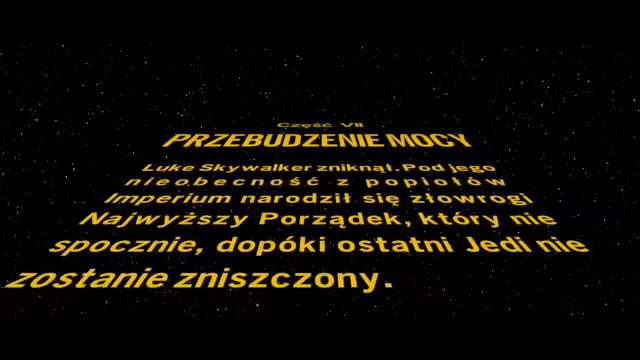 Część VII
PRZEBUDZENIE MOCY
Luke Skywalker zniknął. Pod jego
nieobecność z popiołów
Imperium narodził się złowrogi
Najwyższy Porządek, który nie
spocznie, dopóki ostatni Jedi nie
zostanie zniszczony.